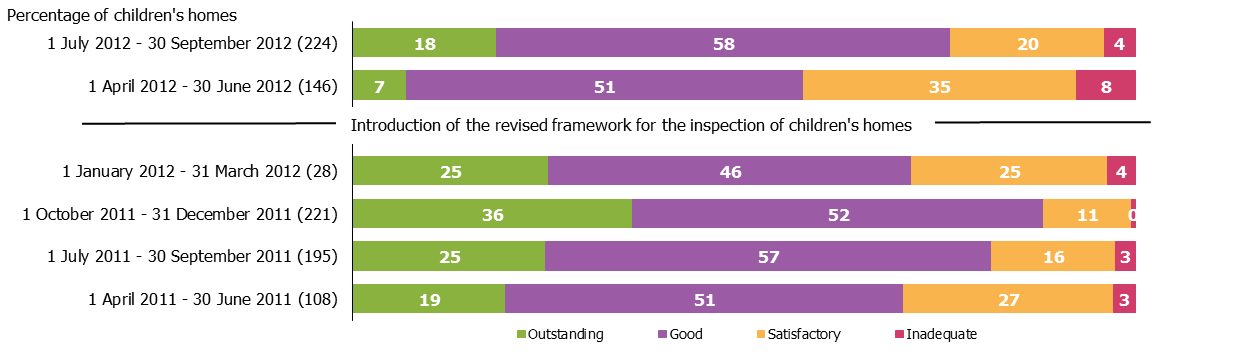 Percentage of children's homes
1 July 2012 - 30 September 2012 (224) 18 58 20 4
1 April 2012 - 30 June 2012 (146) 7 51 35 8
Introduction of the revised framework for the inspection of children's homes
1 January 2012 - 31 March 2012 (28) 25 46 25 4
1 October 2011 - 31 December 2011 (221) 36 52 11 0
1 July 2011 - 30 September 2011 (195) 25 57 16 3
1 April 2011 - 30 June 2011 (108) 19 51 27 3
Outstanding Good Satisfactory Inadequate